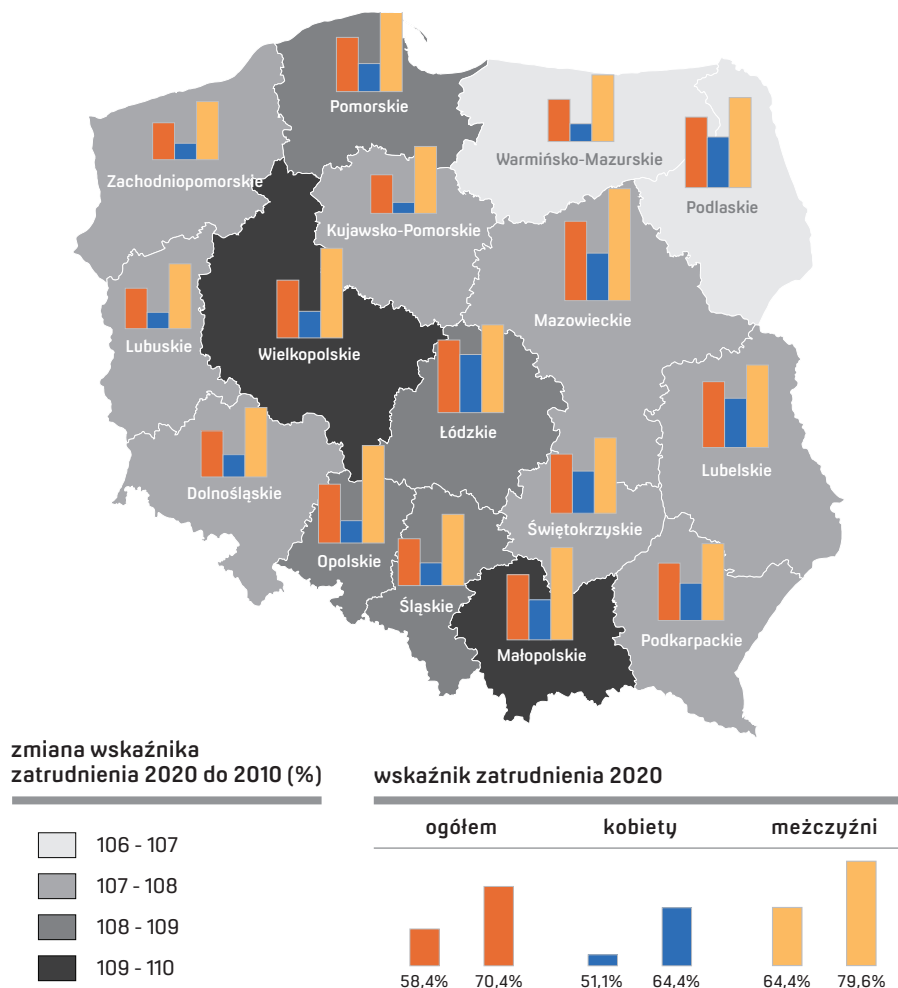 Pomorskie
Warmińsko-Mazurskie
Zachodniopomorskie
Podlaskie
Kujawsko-Pomorskie
Mazowieckie
Lubuskie
Wielkopolskie
Łódzkie
Lubelskie
Dolnośląskie
Świętokrzyskie
Opolskie
Śląskie
Podkarpackie
Małopolskie
zmiana wskaźnika
zatrudnienia 2020 do 2010 (%)
106 - 107
107 - 108
108 - 109
109 - 110
wskaźnik zatrudnienia 2020
ogółem kobiety meżczyźni
58,4% 70,4% 51,1% 64,4% 64,4% 79,6%